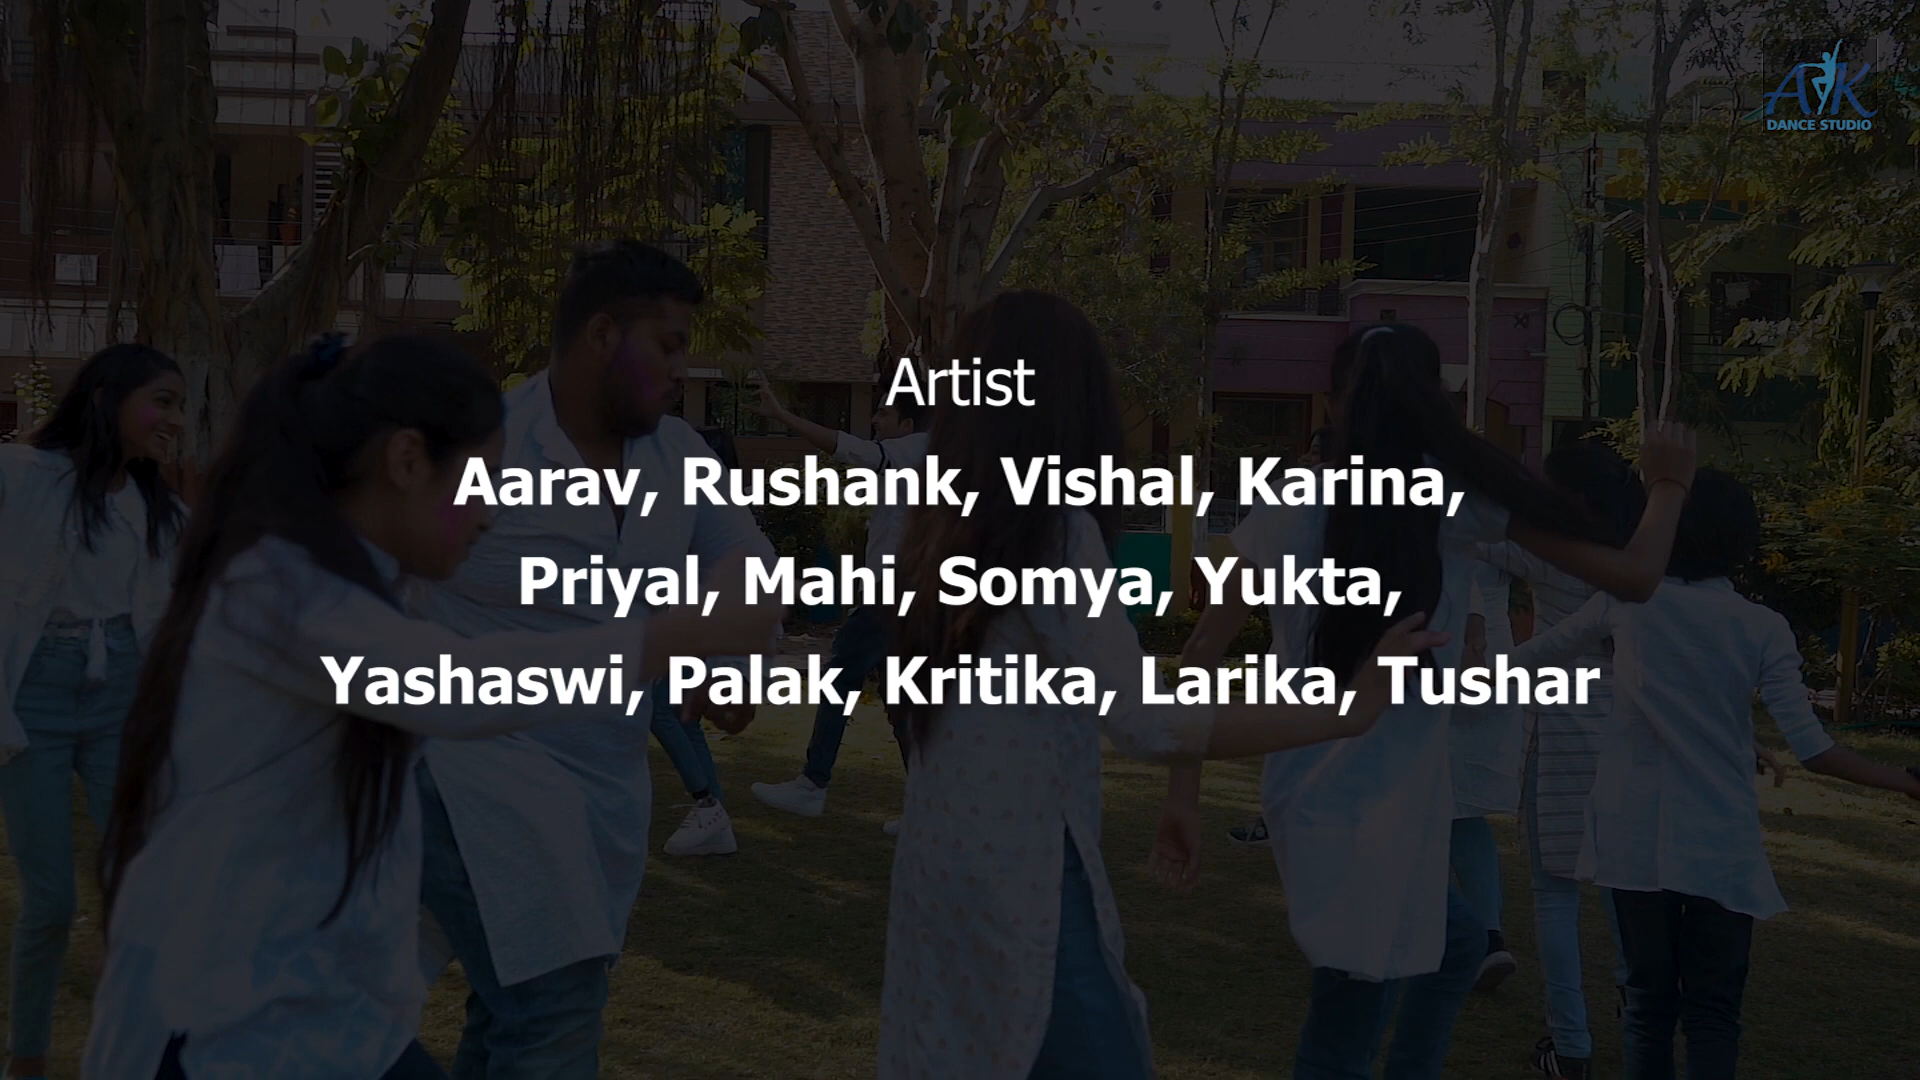 AK
DANCE STUDIO
Artist
Aarav, Rushank, Vishal, Karina,
Priyal, Mahi, Somya, Yukta,
Yashaswi, Palak, Kritika, Larika, Tushar